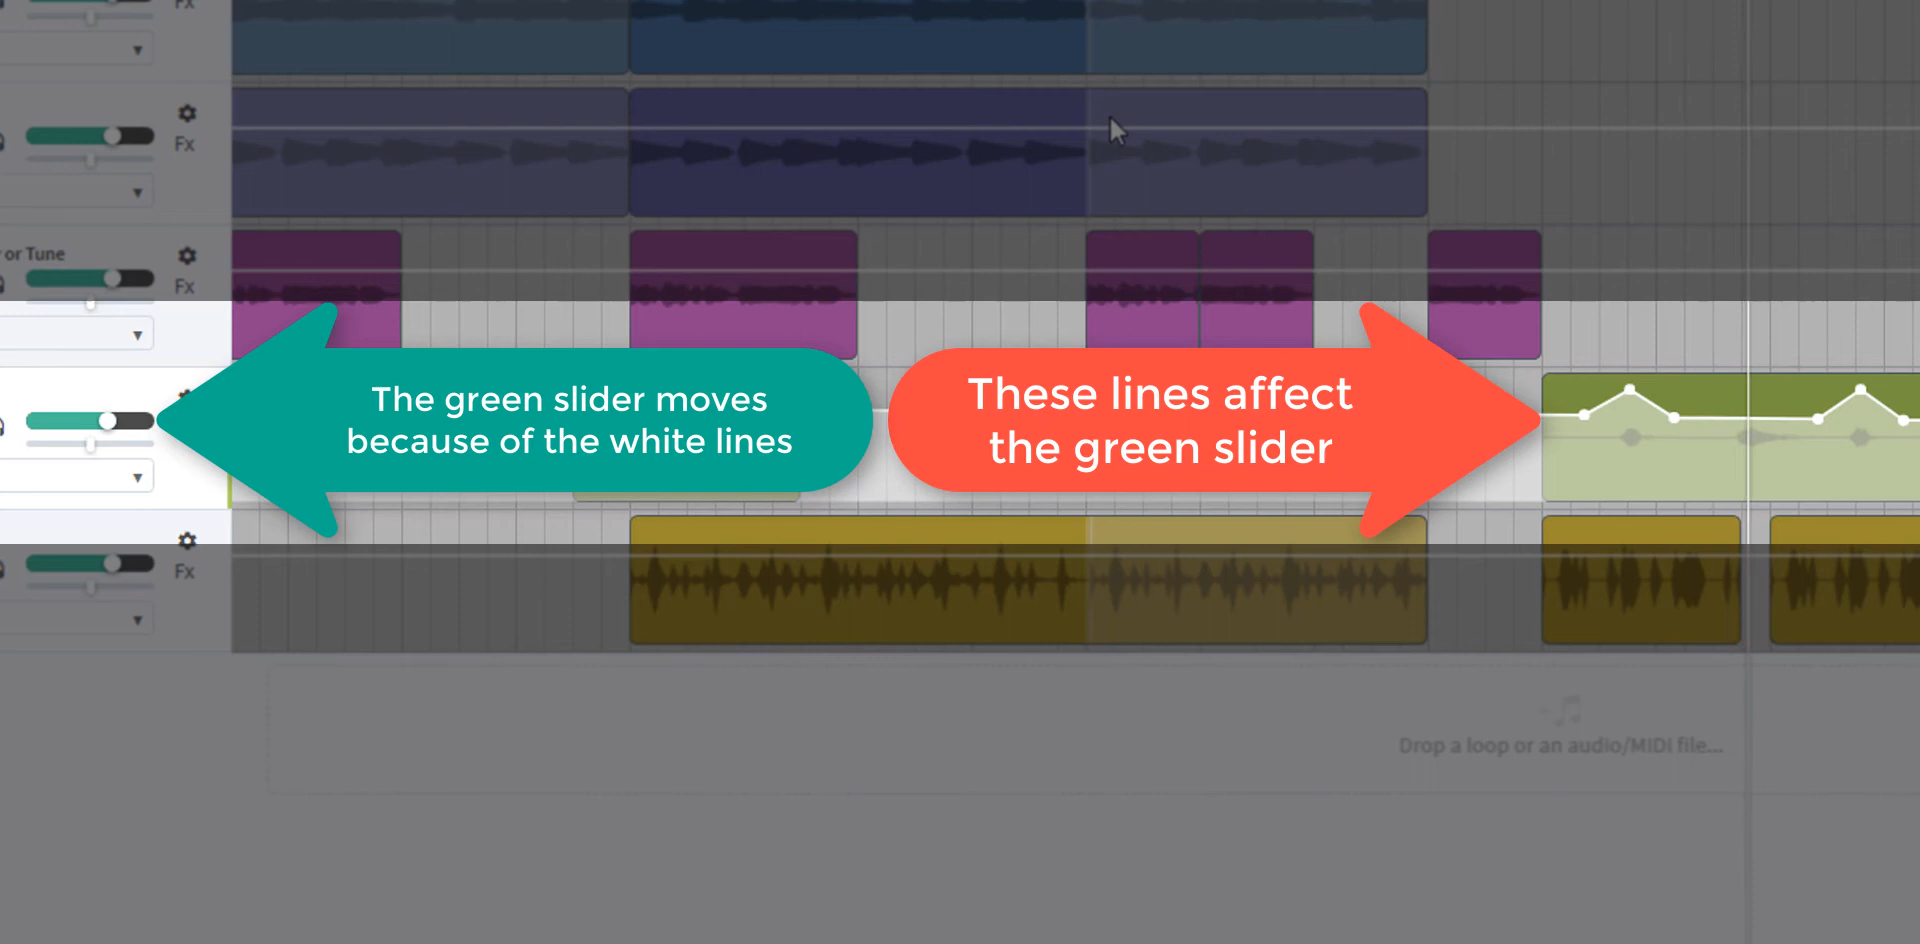 Fx
Fx
or Tune
Fx
The green slider moves
because of the white lines
These lines affect
the green slider
Fx
Drop a loop or an audio/MIDI file...